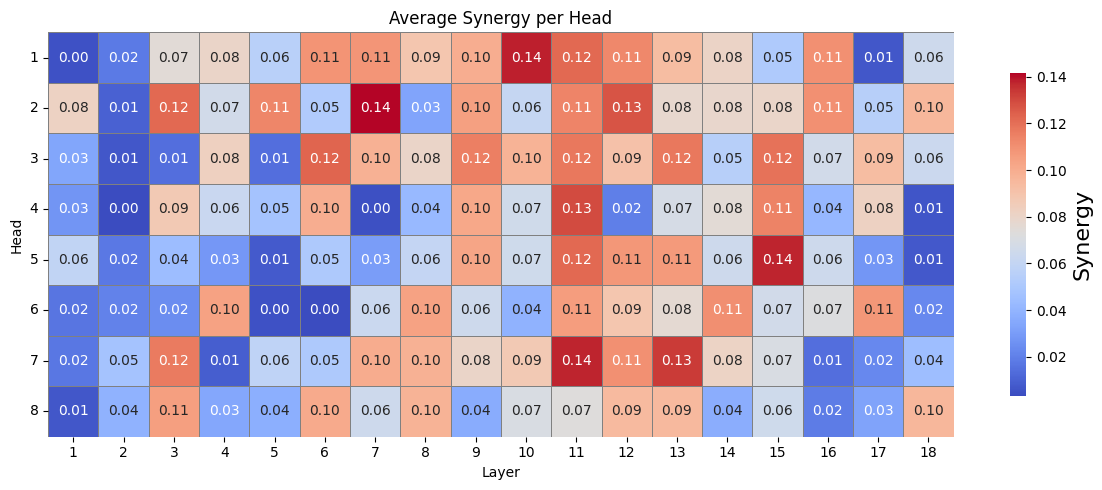 Average Synergy per Head
1 0.00 0.02 0.07 0.08 0.06 0.11 0.11 0.09 0.10 0.14 0.12 0.11 0.09 0.08 0.05 0.11 0.01 0.06
2 0.08 0.01 0.12 0.07 0.11 0.05 0.14 0.03 0.10 0.06 0.11 0.13 0.08 0.08 0.08 0.11 0.05 0.10
3 0.03 0.01 0.01 0.08 0.01 0.12 0.10 0.08 0.12 0.10 0.12 0.09 0.12 0.05 0.12 0.07 0.09 0.06
4 0.03 0.00 0.09 0.06 0.05 0.10 0.00 0.04 0.10 0.07 0.13 0.02 0.07 0.08 0.11 0.04 0.08 0.01
5 0.06 0.02 0.04 0.03 0.01 0.05 0.03 0.06 0.10 0.07 0.12 0.11 0.11 0.06 0.14 0.06 0.03 0.01
6 0.02 0.02 0.02 0.10 0.00 0.00 0.06 0.10 0.06 0.04 0.11 0.09 0.08 0.11 0.07 0.07 0.11 0.02
7 0.02 0.05 0.12 0.01 0.06 0.05 0.10 0.10 0.08 0.09 0.14 0.11 0.13 0.08 0.07 0.01 0.02 0.04
8 0.01 0.04 0.11 0.03 0.04 0.10 0.06 0.10 0.04 0.07 0.07 0.09 0.09 0.04 0.06 0.02 0.03 0.10
1 2 3 4 5 6 7 8 9 10 11 12 13 14 15 16 17 18
Layer
Head
0.14
0.12
0.10
0.08
0.06
0.04
0.02
Synergy